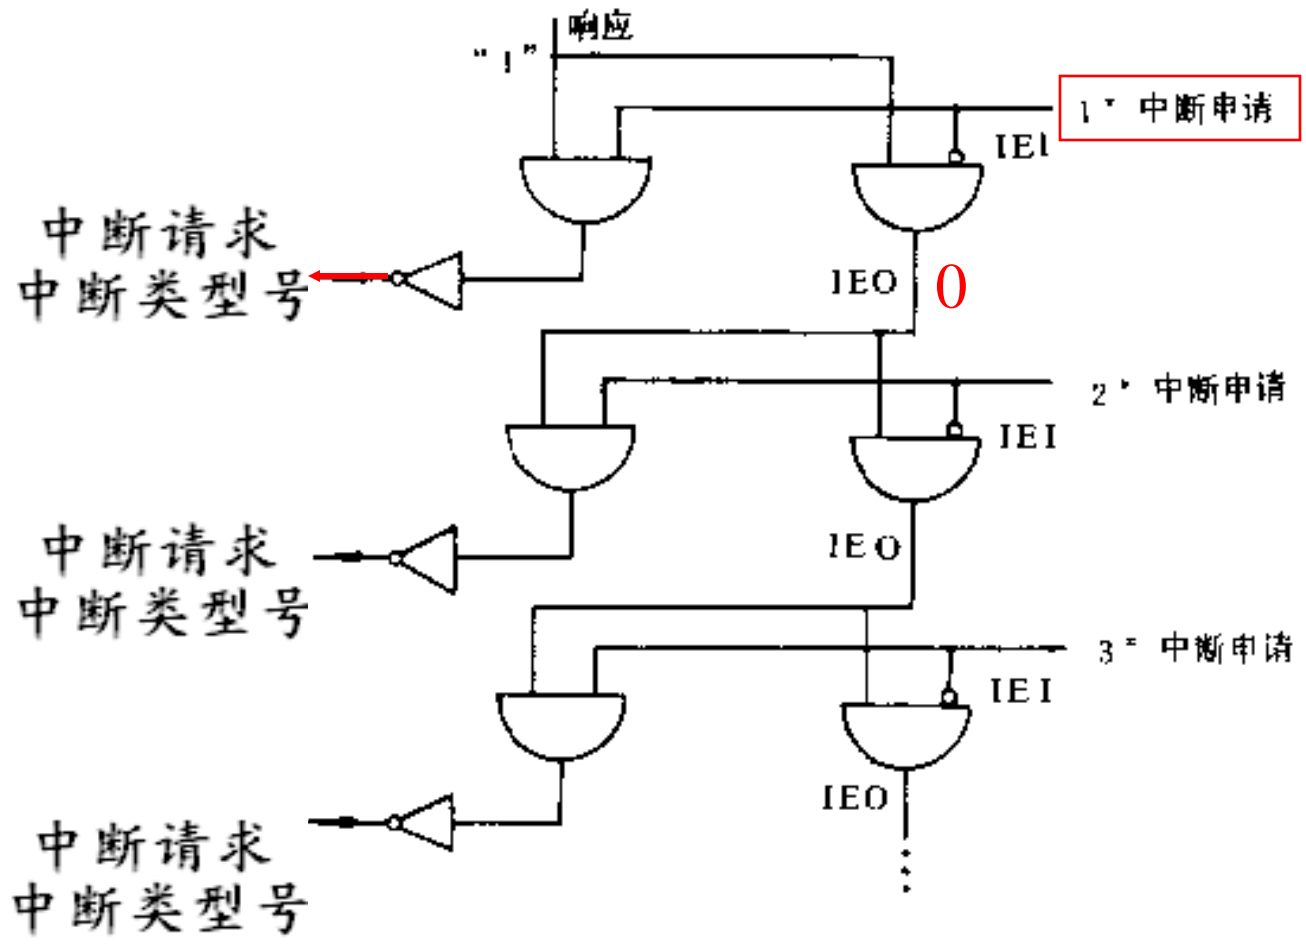 响应
“1”
1# 中断申请
IEI
中断请求
中断类型号
IEO
0
2# 中断申请
IEI
中断请求
中断类型号
IEO
3# 中断申请
IEI
IEO
中断请求
中断类型号